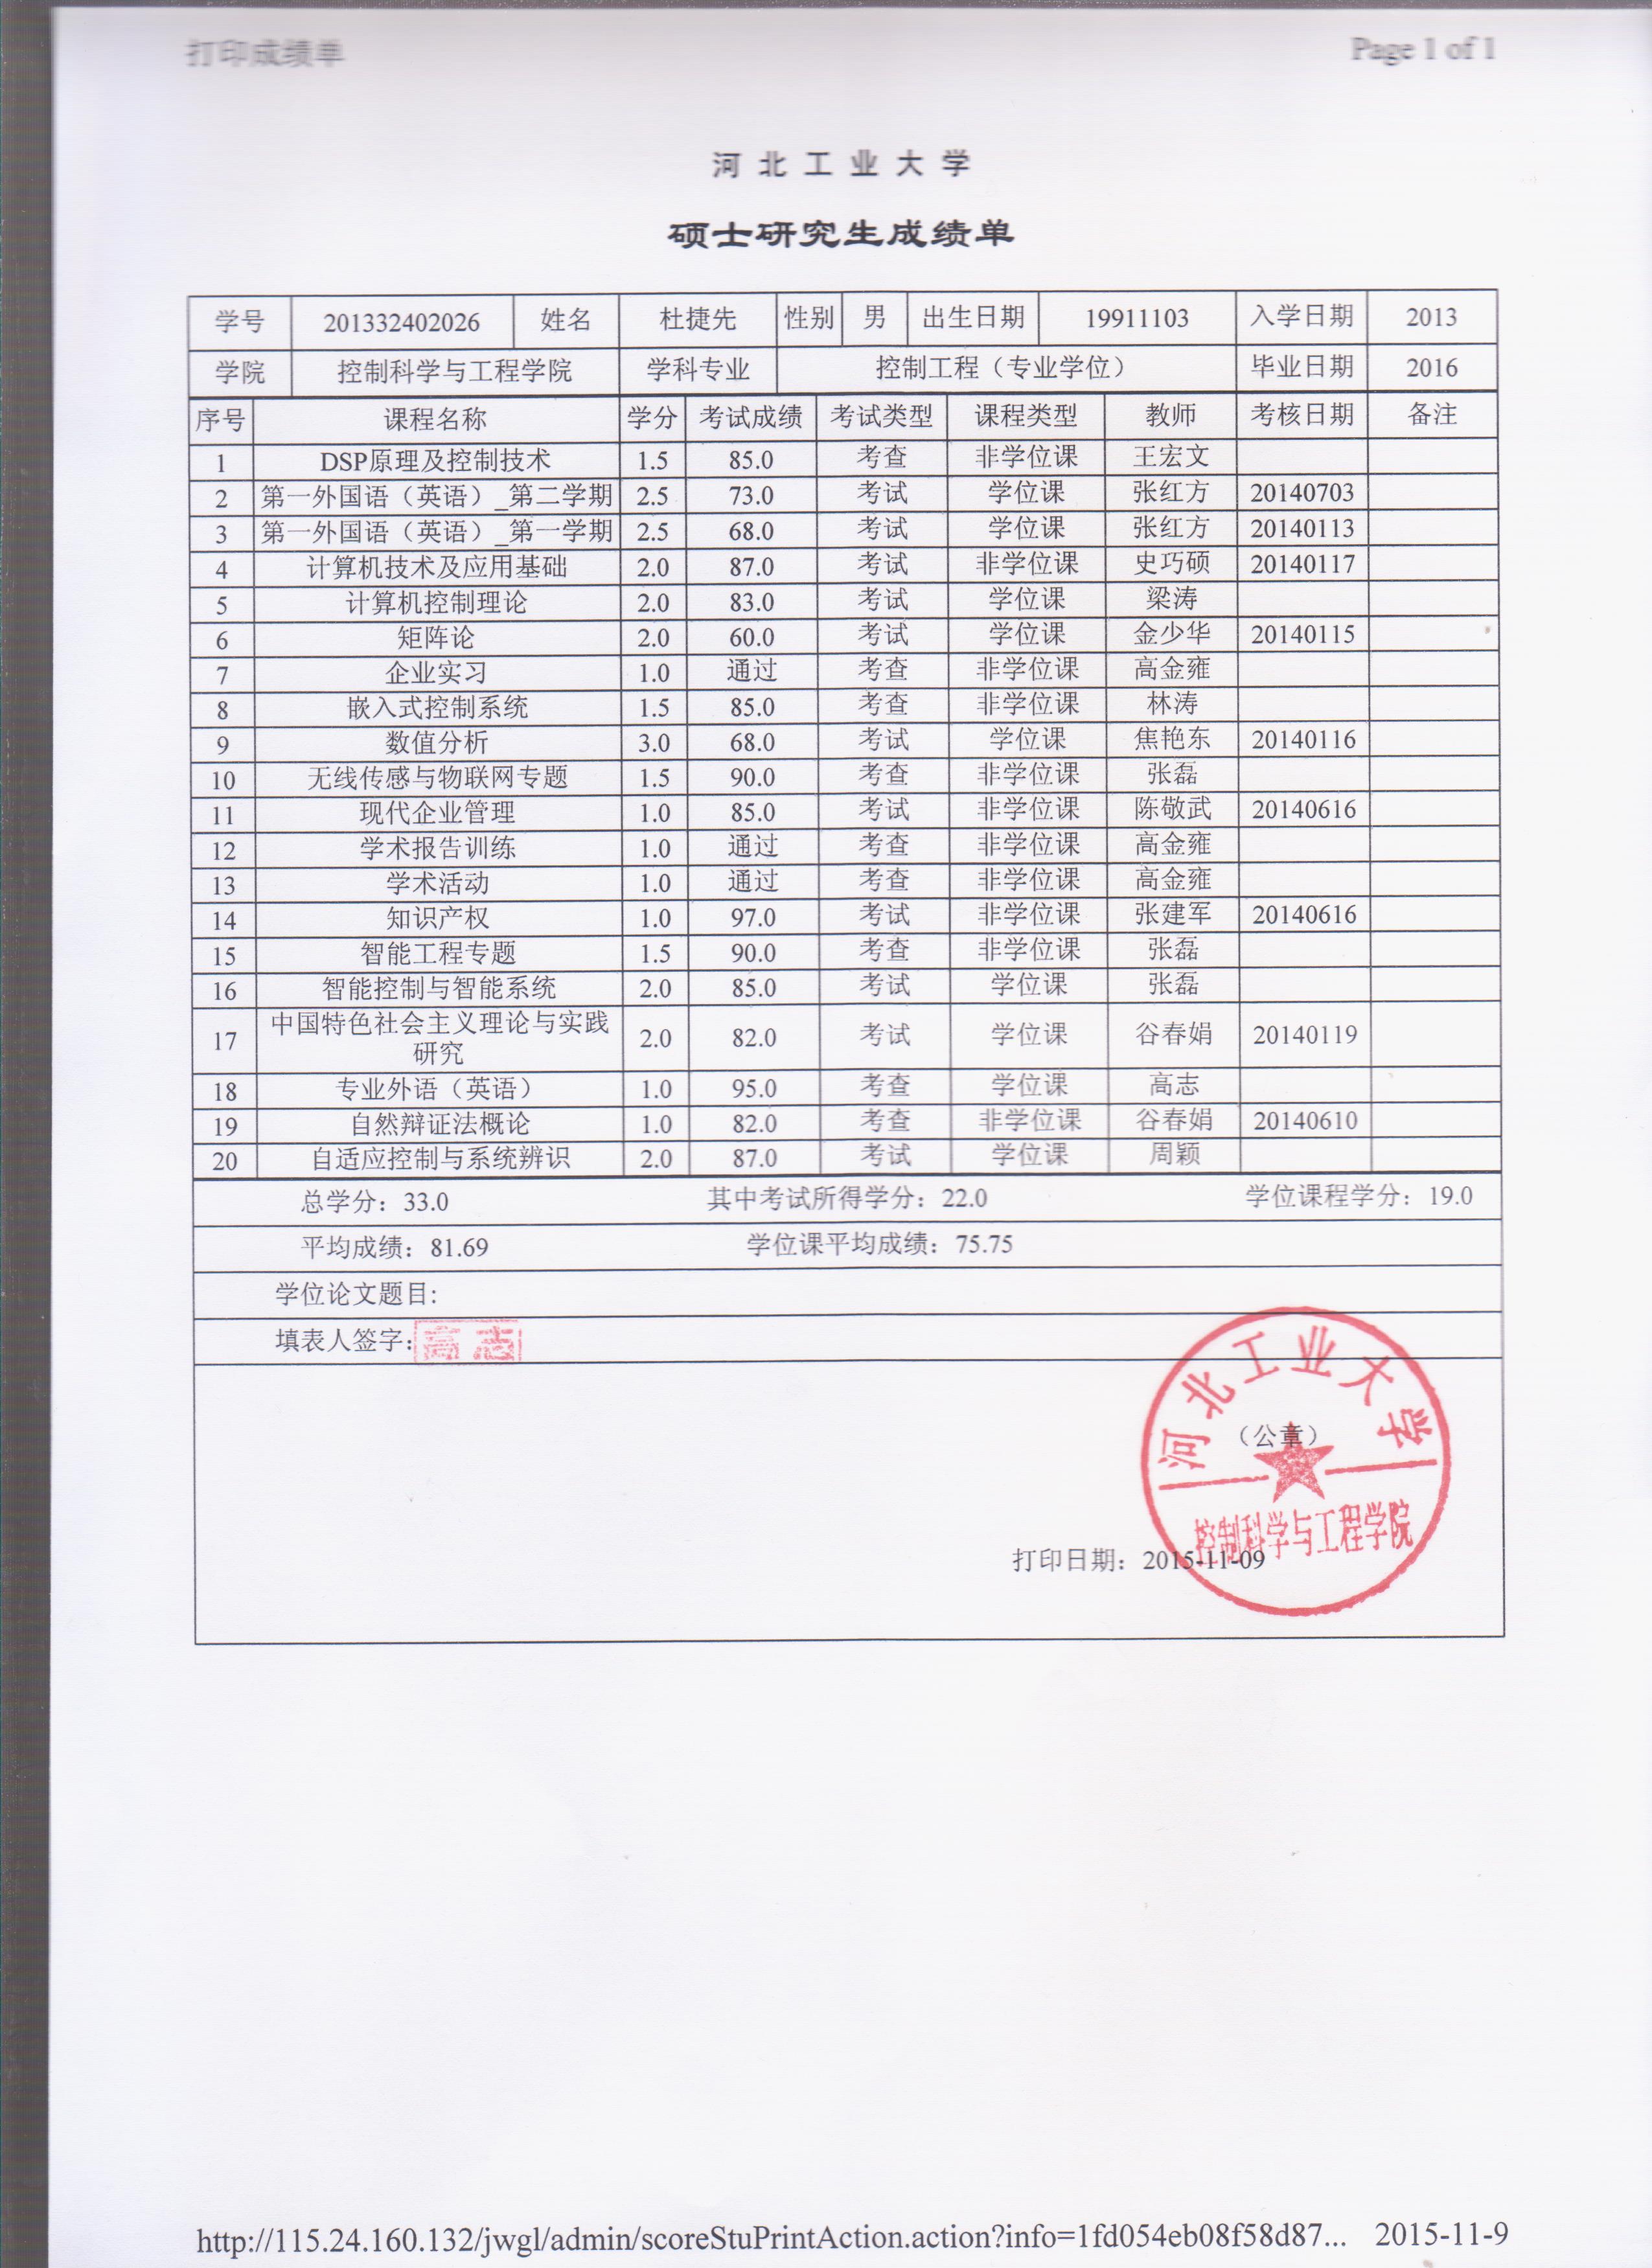 打印成绩单 Page 1 of 1
河北工业大学
硕士研究生成绩单
学号 201332402026 姓名 杜捷先 性别 男 出生日期 19911103 入学日期 2013
学院 控制科学与工程学院 学科专业 控制工程（专业学位） 毕业日期 2016
序号 课程名称 学分 考试成绩 考试类型 课程类型 教师 考核日期 备注
1 DSP原理及控制技术 1.5 85.0 考查 非学位课 王宏文
2 第一外国语（英语）_第二学期 2.5 73.0 考试 学位课 张红方 20140703
3 第一外国语（英语）_第一学期 2.5 68.0 考试 学位课 张红方 20140113
4 计算机技术及应用基础 2.0 87.0 考试 非学位课 史巧硕 20140117
5 计算机控制理论 2.0 83.0 考试 学位课 梁涛
6 矩阵论 2.0 60.0 考试 学位课 金少华 20140115
7 企业实习 1.0 通过 考查 非学位课 高金雍
8 嵌入式控制系统 1.5 85.0 考查 非学位课 林涛
9 数值分析 3.0 68.0 考试 学位课 焦艳东 20140116
10 无线传感与物联网专题 1.5 90.0 考查 非学位课 张磊
11 现代企业管理 1.0 85.0 考试 非学位课 陈敬武 20140616
12 学术报告训练 1.0 通过 考查 非学位课 高金雍
13 学术活动 1.0 通过 考查 非学位课 高金雍
14 知识产权 1.0 97.0 考试 非学位课 张建军 20140616
15 智能工程专题 1.5 90.0 考查 非学位课 张磊
16 智能控制与智能系统 2.0 85.0 考试 学位课 张磊
17 中国特色社会主义理论与实践
研究 2.0 82.0 考试 学位课 谷春娟 20140119
18 专业外语（英语） 1.0 95.0 考查 学位课 高志
19 自然辩证法概论 1.0 82.0 考查 非学位课 谷春娟 20140610
20 自适应控制与系统辨识 2.0 87.0 考试 学位课 周颖
总学分：33.0 其中考试所得学分：22.0 学位课程学分：19.0
平均成绩：81.69 学位课平均成绩：75.75
学位论文题目:
填表人签字：高志
河北工业大学
（公章）
控制科学与工程学院
打印日期：2015-11-09
http://115.24.160.132/jwgl/admin/scoreStuPrintAction.action?info=1fd054eb08f58d87... 2015-11-9